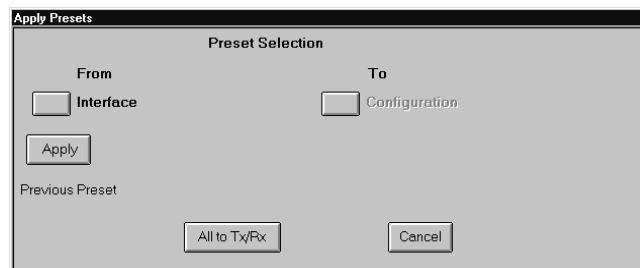 Apply Presets
Preset Selection
From To
Interface Configuration
Apply
Previous Preset
All to Tx/Rx Cancel